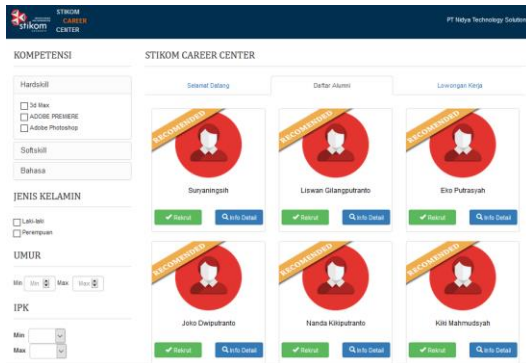 stikom
STIKOM
CAREER
CENTER
PT Nidya Technology Solution
KOMPETENSI
Hardskill
3d Max
ADOBE PREMIERE
Adobe Photoshop
Softskill
Bahasa
JENIS KELAMIN
Laki-laki
Perempuan
UMUR
Min Min Max Max
IPK
Min
Max
STIKOM CAREER CENTER
Selamat Datang Daftar Alumni Lowongan Kerja
RECOMENDED RECOMENDED RECOMENDED
Suryaningsih Liswan Gilangputranto Eko Putrasyah
Rekrut Info Detail Rekrut Info Detail Rekrut Info Detail
RECOMENDED RECOMENDED RECOMENDED
Joko Dwiputranto Nanda Kikiputranto Kiki Mahmudsyah
Rekrut Info Detail Rekrut Info Detail Rekrut Info Detail